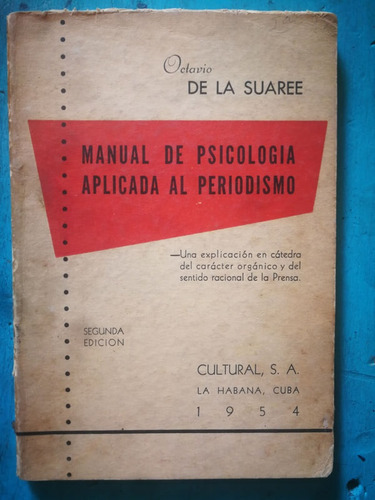 Octavio
DE LA SUAREE
MANUAL DE PSICOLOGIA
APLICADA AL PERIODISMO
—Una explicación en cátedra
del carácter orgánico y del
sentido racional de la Prensa.
SEGUNDA
EDICION
CULTURAL, S. A.
LA HABANA, CUBA
1954